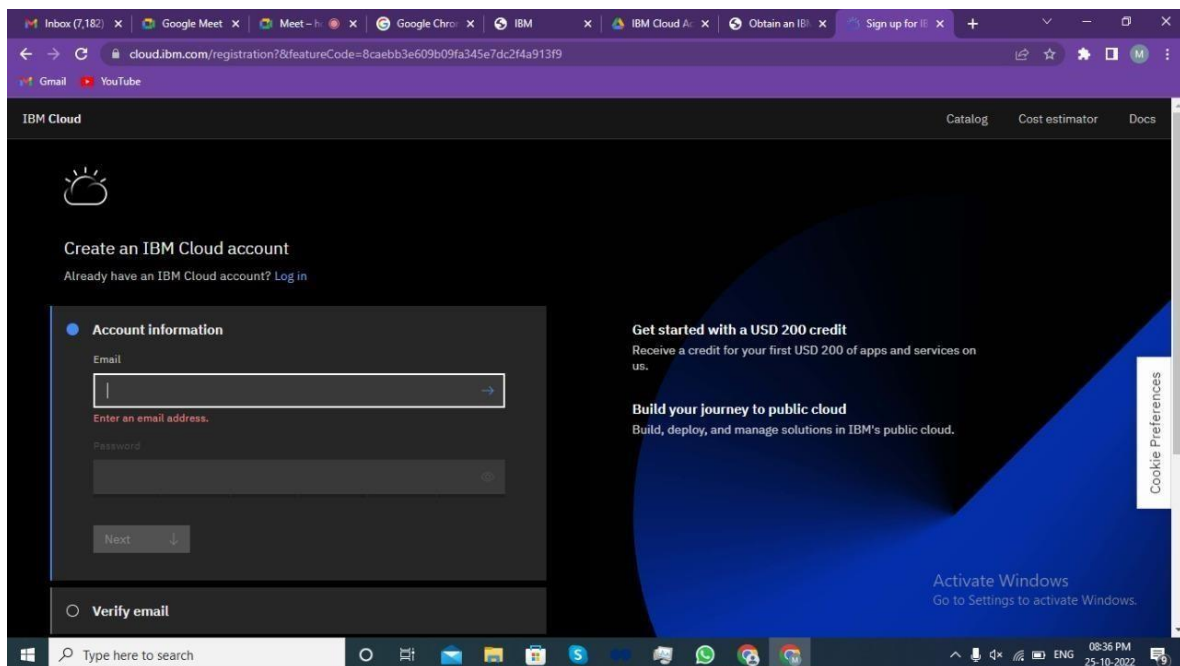 Inbox (7,182)
Google Meet
Meet – h
Google Chro
IBM
IBM Cloud Ac
Obtain an IB
Sign up for IE
cloud.ibm.com/registration?&featureCode=8caebb3e609b09fa345e7dc2f4a913f9
M
Gmail
YouTube
IBM Cloud
Catalog
Cost estimator
Docs
Create an IBM Cloud account
Already have an IBM Cloud account? Log in
Account information
Email
Enter an email address.
Password
Next
Verify email
Get started with a USD 200 credit
Receive a credit for your first USD 200 of apps and services on
us.
Build your journey to public cloud
Build, deploy, and manage solutions in IBM's public cloud.
Cookie Preferences
Activate Windows
Go to Settings to activate Windows.
Type here to search
ENG
08:36 PM
25-10-2022